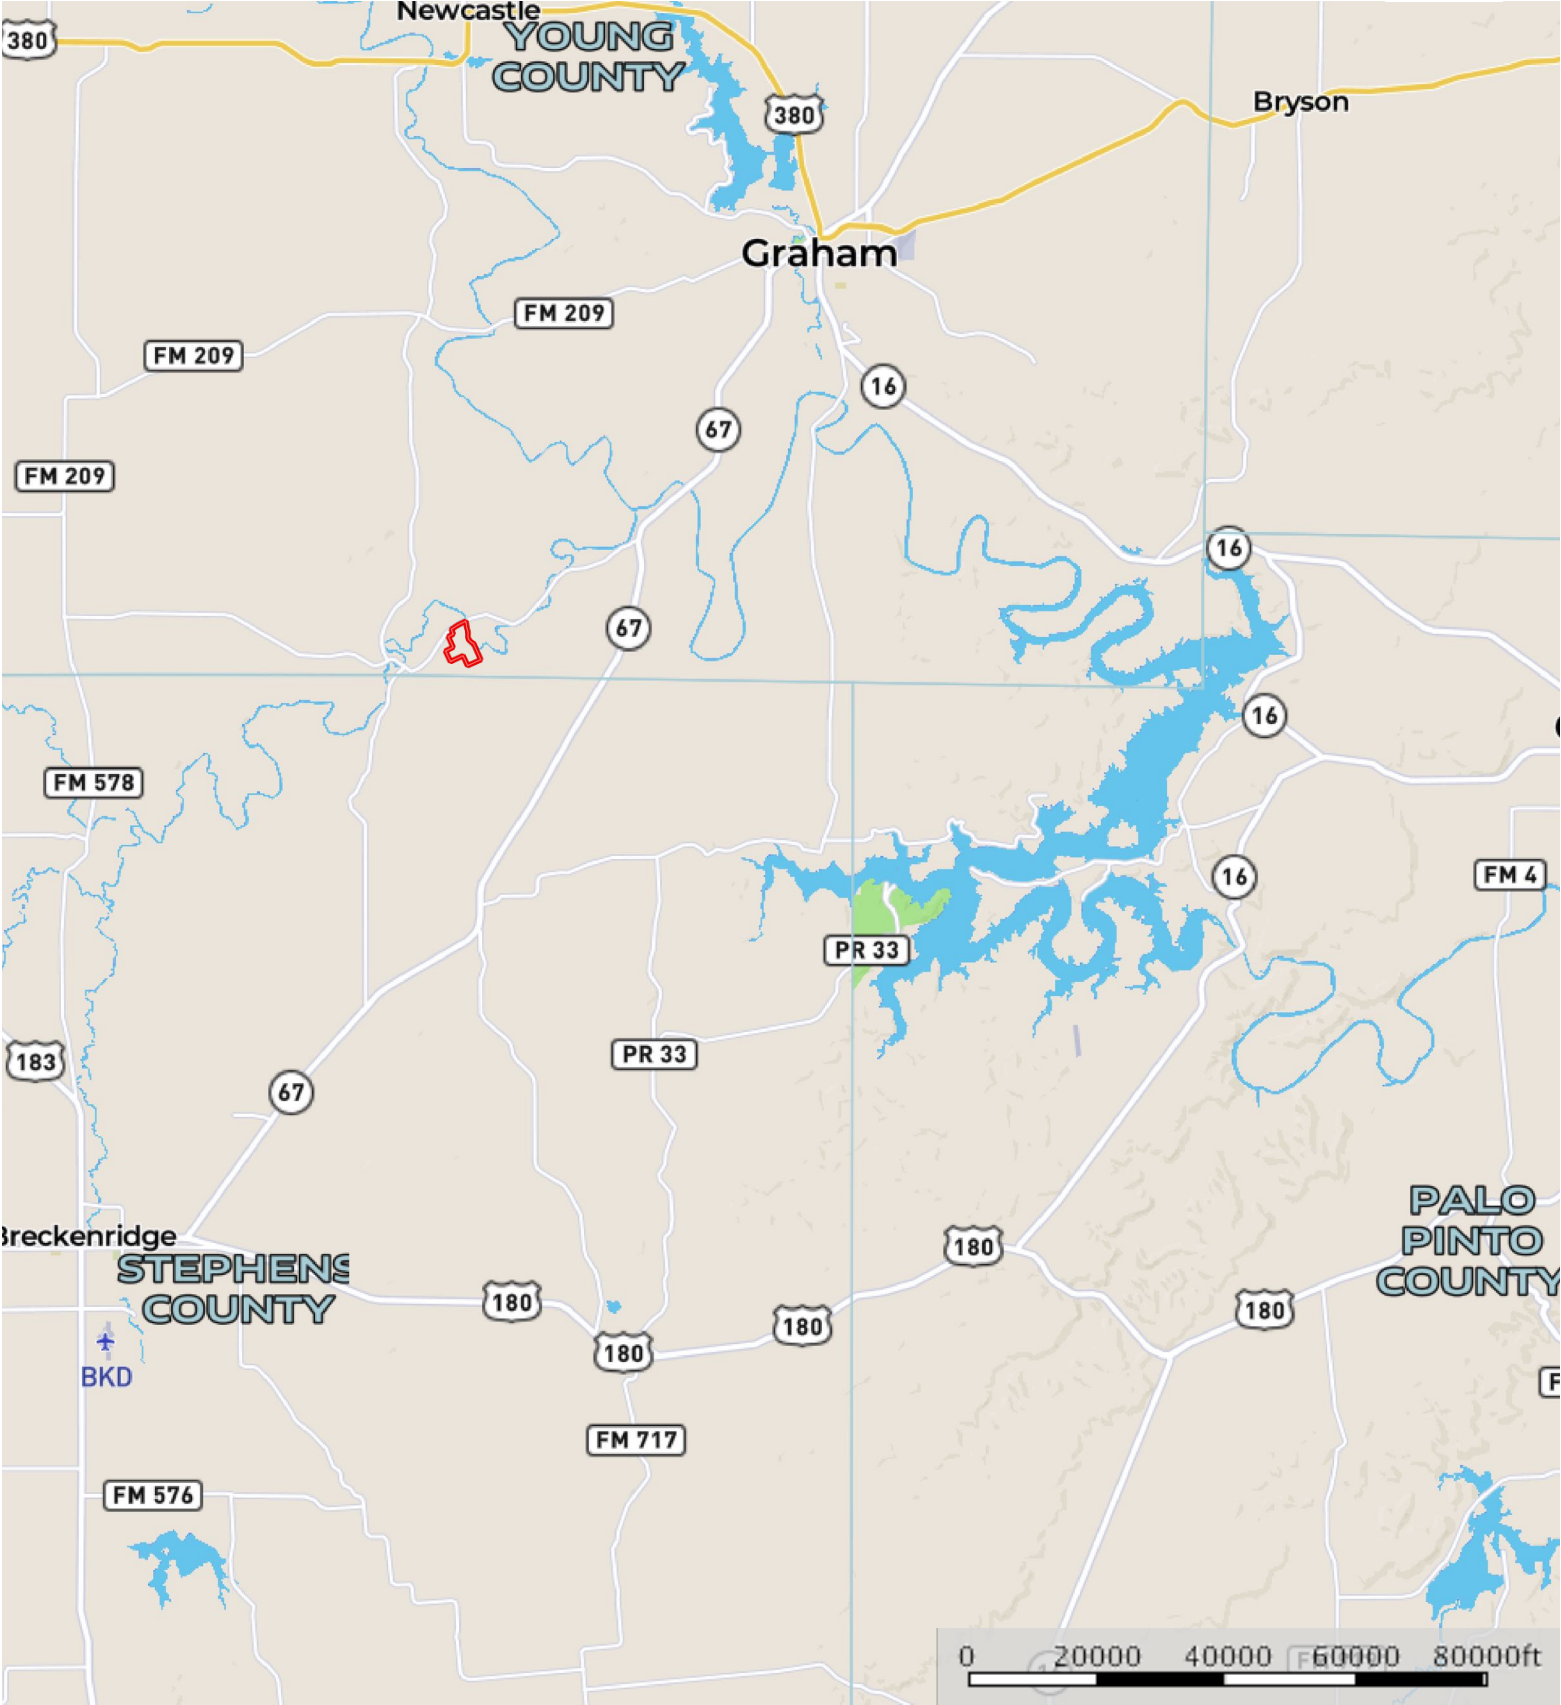 Newcastle
380
YOUNG
COUNTY
380
Bryson
Graham
FM 209
FM 209
16
67
FM 209
16
67
16
FM 578
FM 4
16
PR 33
183
PR 33
67
PALO
PINTO
COUNTY
Breckenridge
180
STEPHENS
COUNTY
180
180
180
180
BKD
FM 717
FM 576
0 20000 40000 60000 80000ft